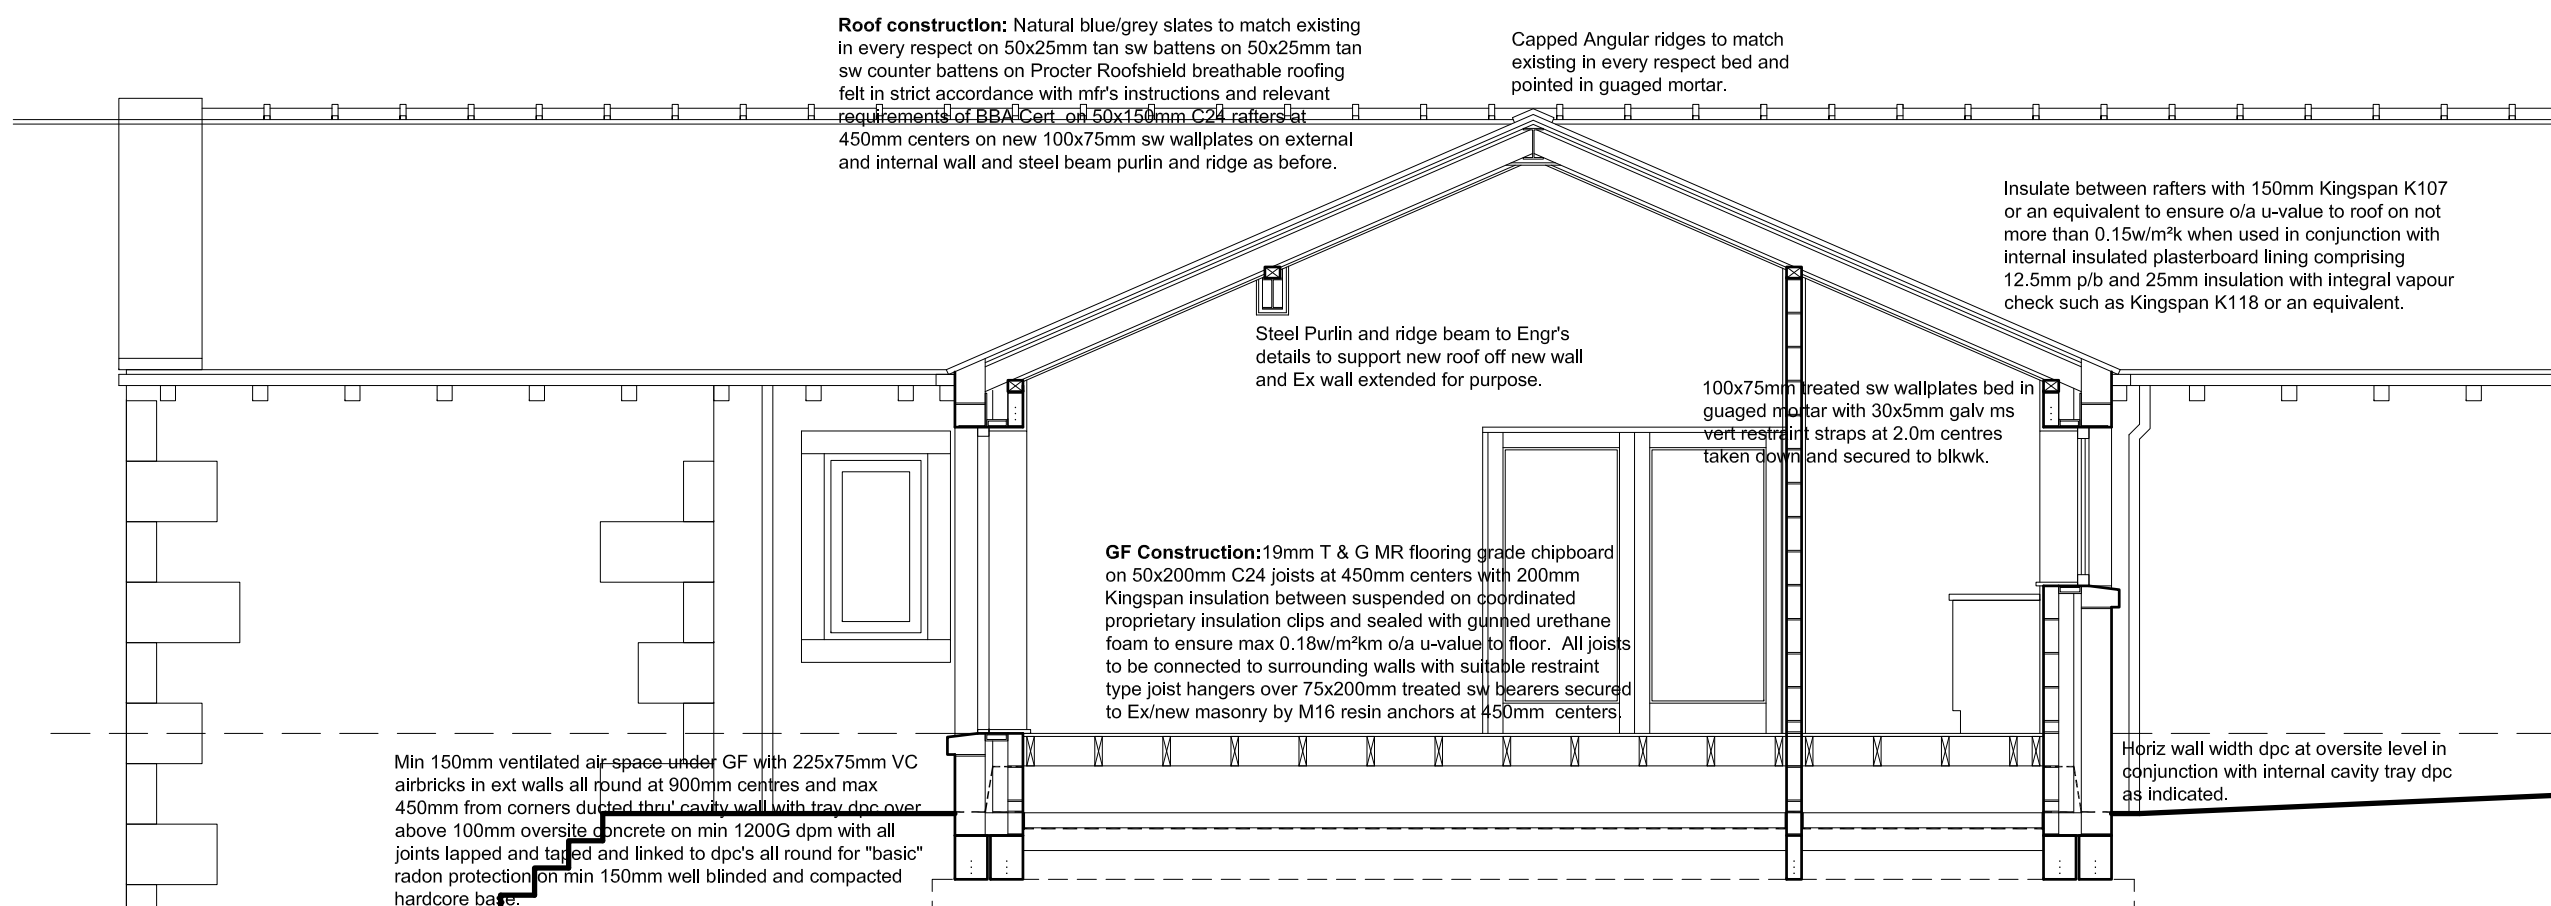 Roof construction: Natural blue/grey slates to match existing
in every respect on 50x25mm tan sw battens on 50x25mm tan
sw counter battens on Procter Roofshield breathable roofing
felt in strict accordance with mfr's instructions and relevant
requirements of BBA Cert  on 50x150mm C24 rafters at
450mm centers on new 100x75mm sw wallplates on external
and internal wall and steel beam purlin and ridge as before.
Capped Angular ridges to match
existing in every respect bed and
pointed in guaged mortar.
Insulate between rafters with 150mm Kingspan K107
or an equivalent to ensure o/a u-value to roof on not
more than 0.15w/m²k when used in conjunction with
internal insulated plasterboard lining comprising
12.5mm p/b and 25mm insulation with integral vapour
check such as Kingspan K118 or an equivalent.
Steel Purlin and ridge beam to Engr's
details to support new roof off new wall
and Ex wall extended for purpose.
100x75mm treated sw wallplates bed in
guaged mortar with 30x5mm galv ms
vert restraint straps at 2.0m centres
taken down and secured to blkwk.
GF Construction:19mm T & G MR flooring grade chipboard
on 50x200mm C24 joists at 450mm centers with 200mm
Kingspan insulation between suspended on coordinated
proprietary insulation clips and sealed with gunned urethane
foam to ensure max 0.18w/m²km o/a u-value to floor.  All joists
to be connected to surrounding walls with suitable restraint
type joist hangers over 75x200mm treated sw bearers secured
to Ex/new masonry by M16 resin anchors at 450mm  centers.
Min 150mm ventilated air space under GF with 225x75mm VC
airbricks in ext walls all round at 900mm centres and max
450mm from corners ducted thru' cavity wall with tray dpc over
above 100mm oversite concrete on min 1200G dpm with all
joints lapped and taped and linked to dpc's all round for "basic"
radon protection on min 150mm well blinded and compacted
hardcore base.
Horiz wall width dpc at oversite level in
conjunction with internal cavity tray dpc
as indicated.